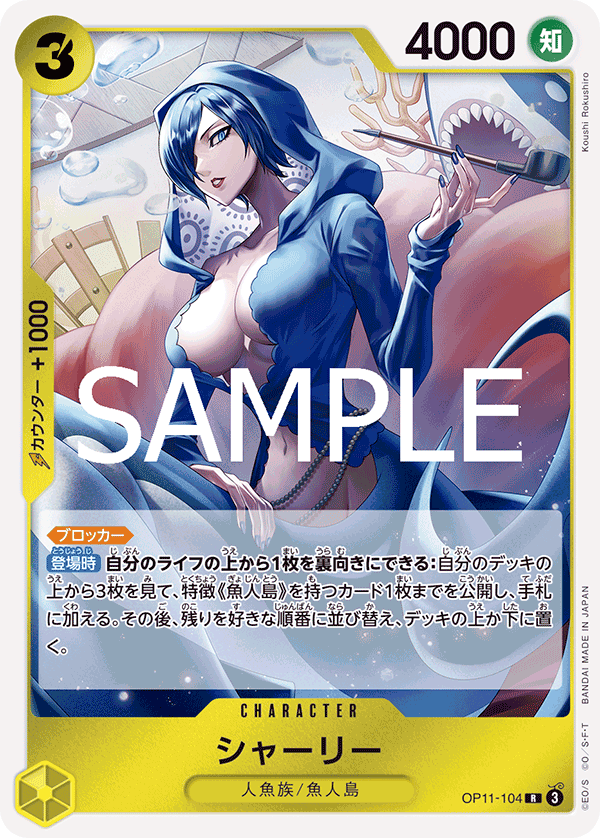 3
4000
知
Koushi Rokushiro
カウンター +1000
SAMPLE
ブロッカー
登場時 自分のライフの上から1枚を裏向きにできる:自分のデッキの
上から3枚を見て、特徴《魚人島》を持つカード1枚までを公開し、手札
に加える。その後、残りを好きな順番に並び替え、デッキの上か下に置
く。
CHARACTER
シャーリー
人魚族/魚人島
OP11-104 R 3
©EO/S ©O/S・F・T BANDAI MADE IN JAPAN